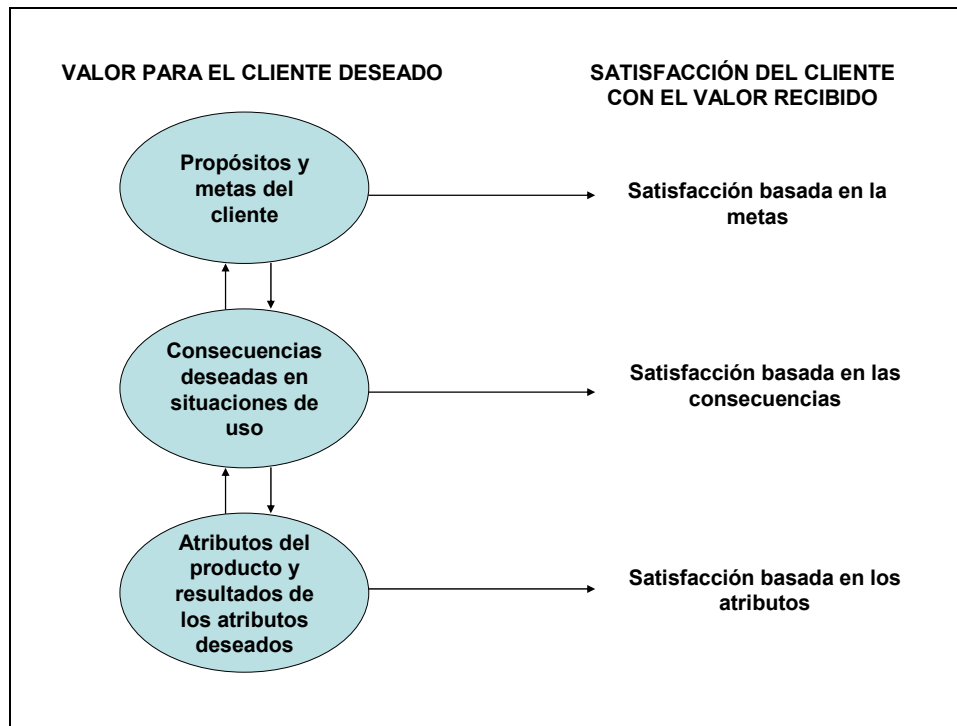 VALOR PARA EL CLIENTE DESEADO
SATISFACCIÓN DEL CLIENTE
CON EL VALOR RECIBIDO
Propósitos y
metas del
cliente
Satisfacción basada en la
metas
Consecuencias
deseadas en
situaciones de
uso
Satisfacción basada en las
consecuencias
Atributos del
producto y
resultados de
los atributos
deseados
Satisfacción basada en los
atributos